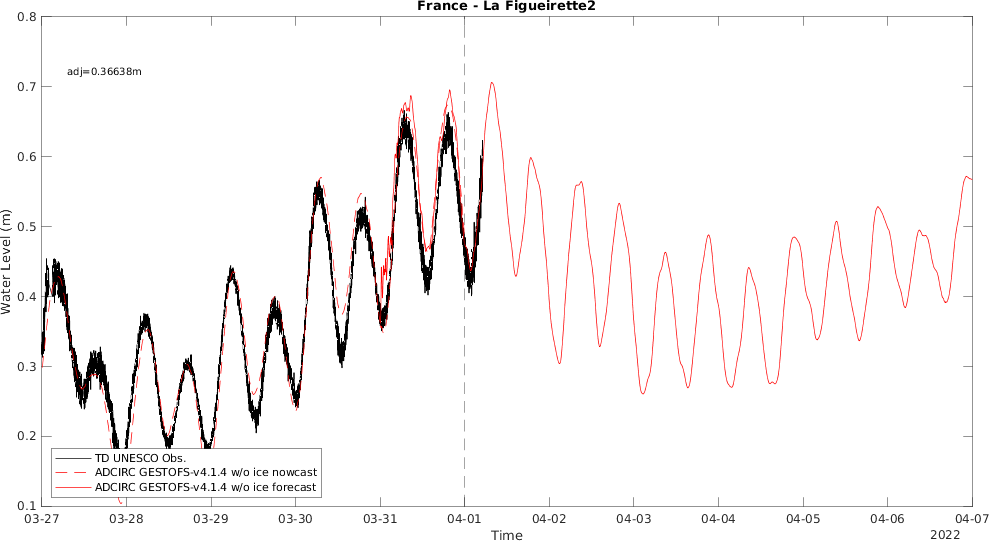 France - La Figueirette2
0.8
adj=0.36638m
0.7
0.6
0.5
0.4
0.3
0.2
0.1
Water Level (m)
TD UNESCO Obs.
ADCIRC GESTOFS-v4.1.4 w/o ice nowcast
ADCIRC GESTOFS-v4.1.4 w/o ice forecast
03-27 03-28 03-29 03-30 03-31 04-01 04-02 04-03 04-04 04-05 04-06 04-07
Time
2022